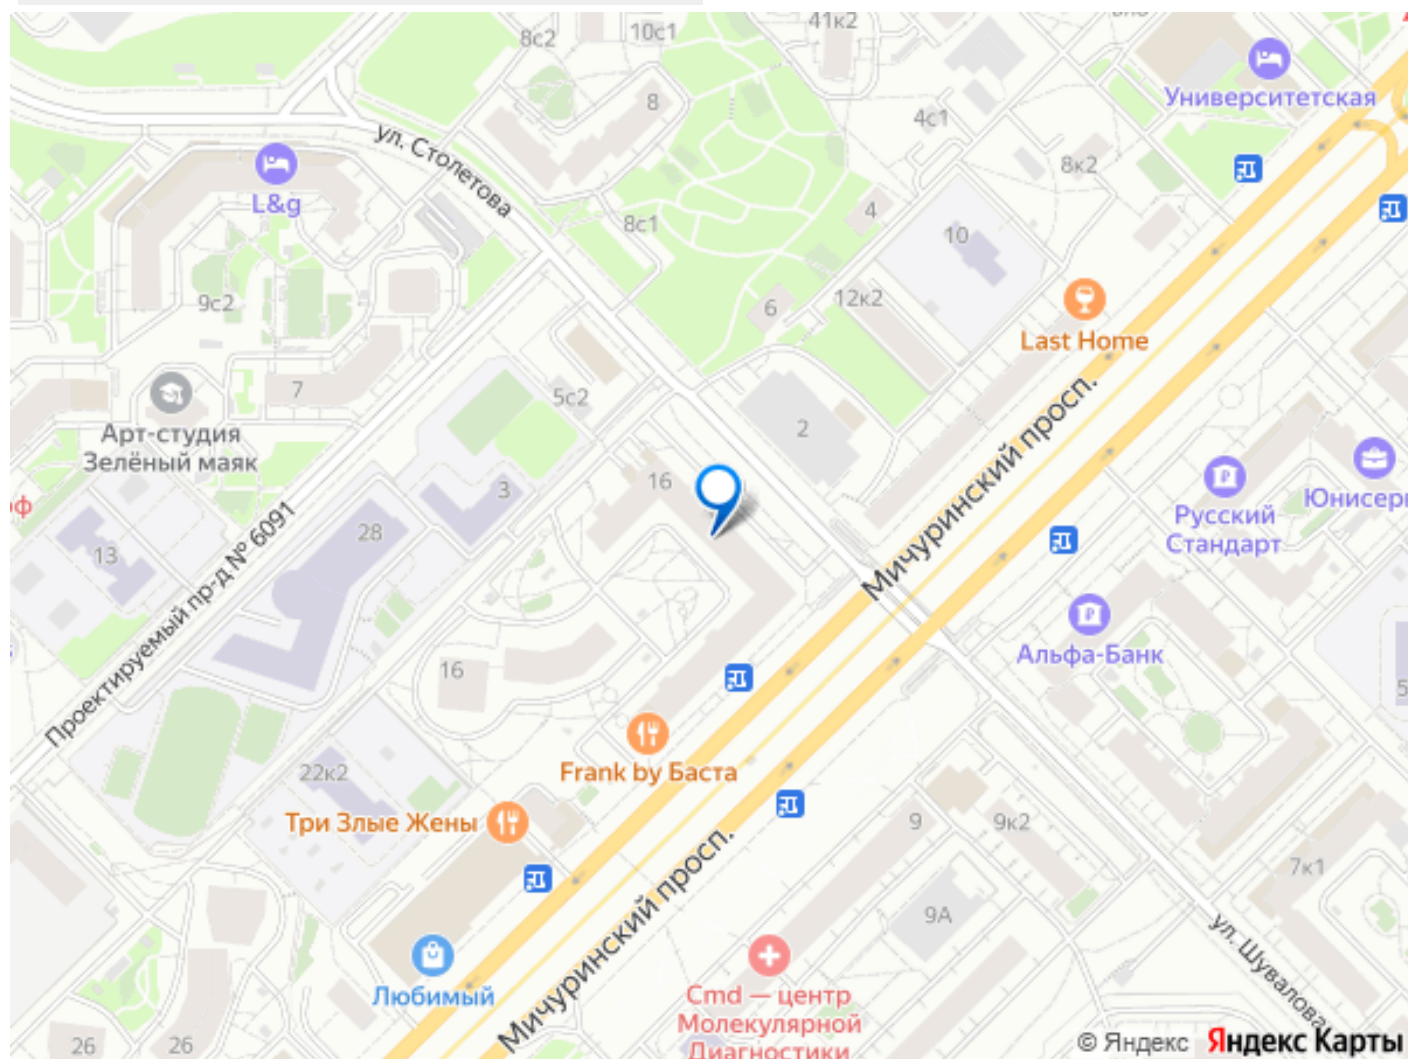 41к2
8с2
10с1
Университетская
8
4с1
ул. Столетова
8к2
L&g
4
8с1
10
9с2
6
12к2
Last Home
7
5с2
Арт-студия
Зелёный маяк
2
Мичуринский просп.
16
3
Русский
Стандарт
Юнисерв
13
28
Проектируемый пр-д № 6091
Альфа-Банк
16
5
22к2
Frank by Баста
Три Злые Жены
9
9к2
7к1
Мичуринский просп.
9А
ул. Шувалова
Любимый
Cmd — центр
Молекулярной
Диагностики
26
26
© Яндекс Яндекс Карты